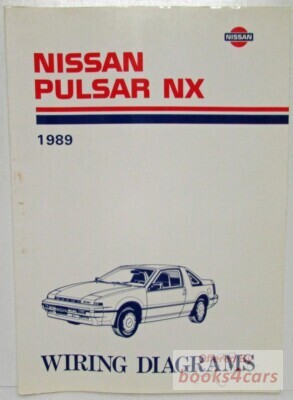 NISSAN
NISSAN
PULSAR NX
1989
WIRING DIAGRAMS
books4cars